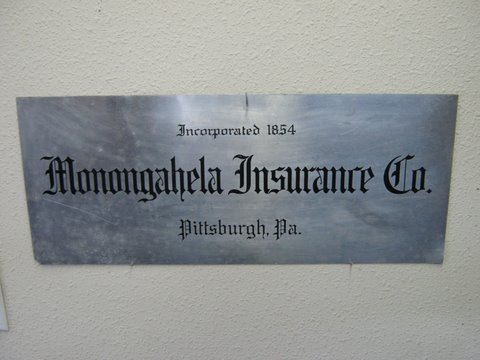 Incorporated 1854
Monongahela Insurance Co.
Pittsburgh, Pa.